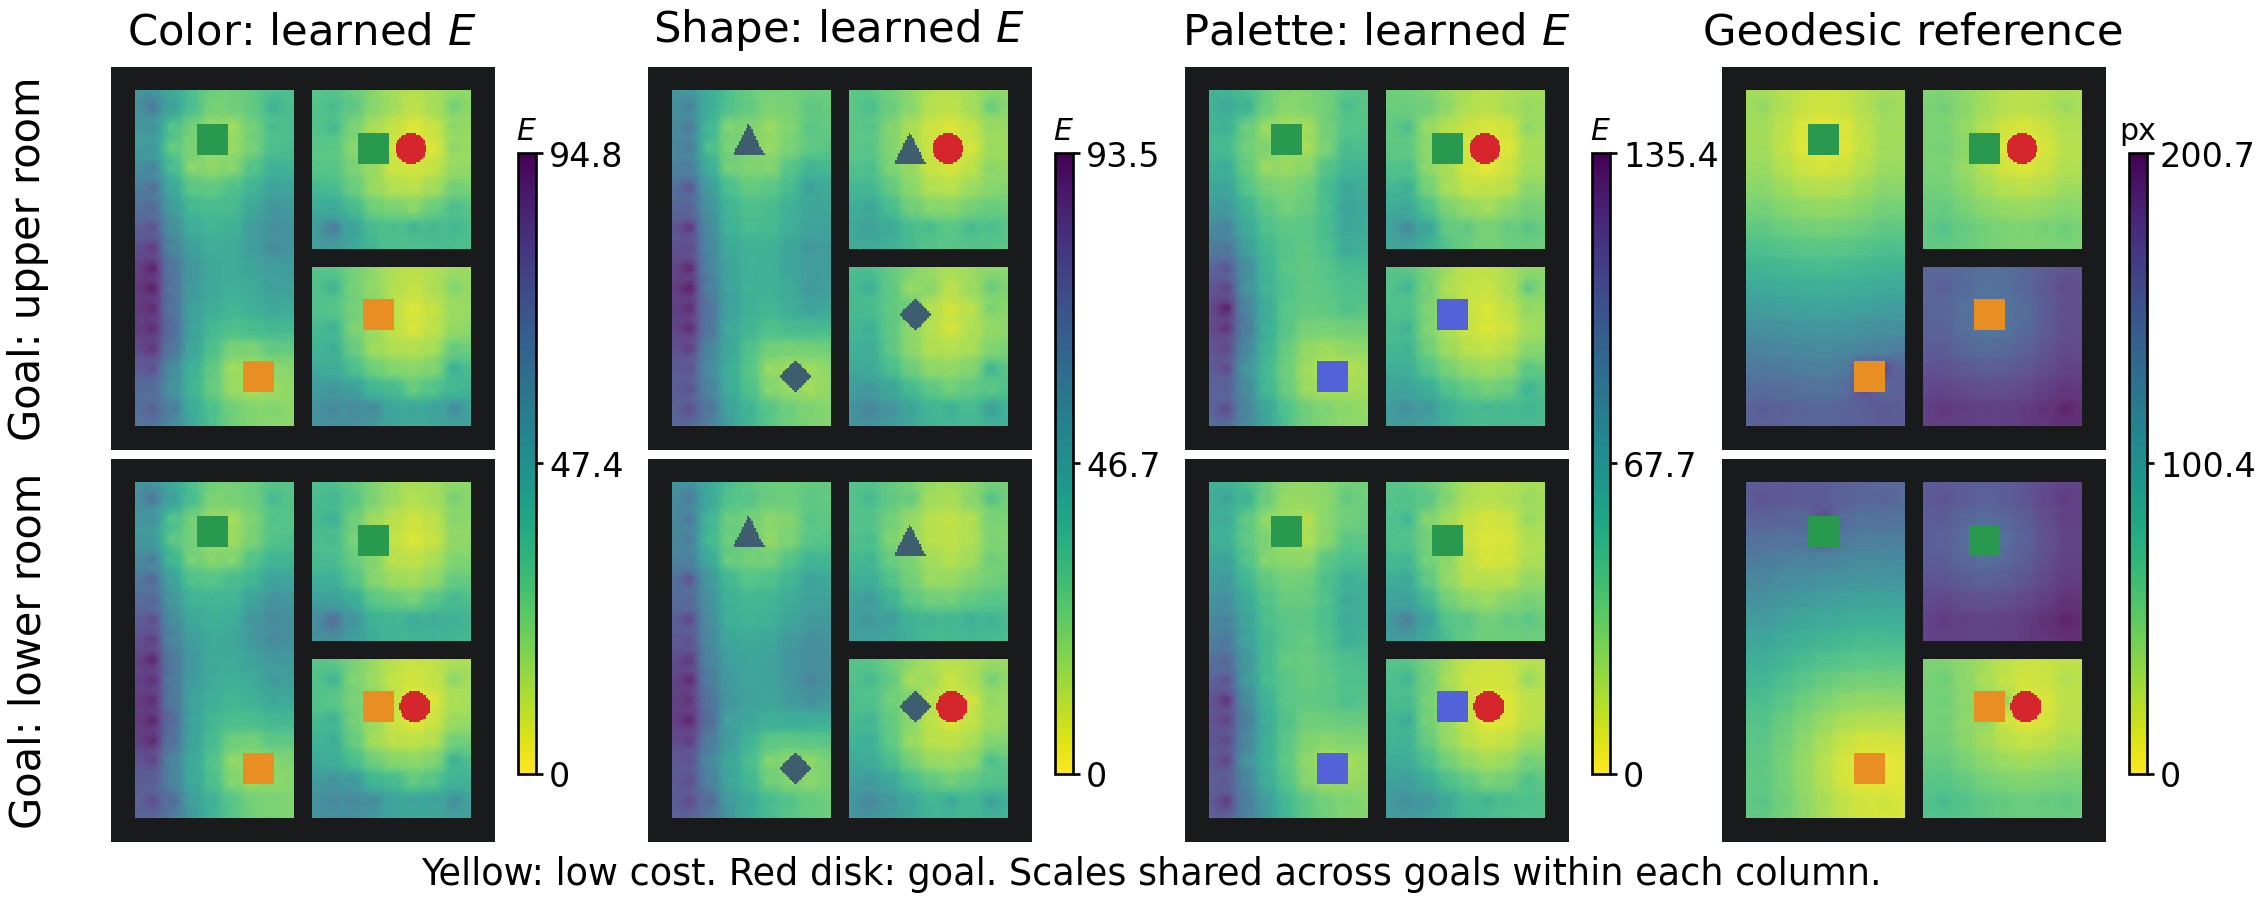 Color: learned E
Shape: learned E
Palette: learned E
Geodesic reference
Goal: upper room
E
94.8
47.4
0
E
93.5
46.7
0
E
135.4
67.7
0
px
200.7
100.4
0
Goal: lower room
Yellow: low cost. Red disk: goal. Scales shared across goals within each column.